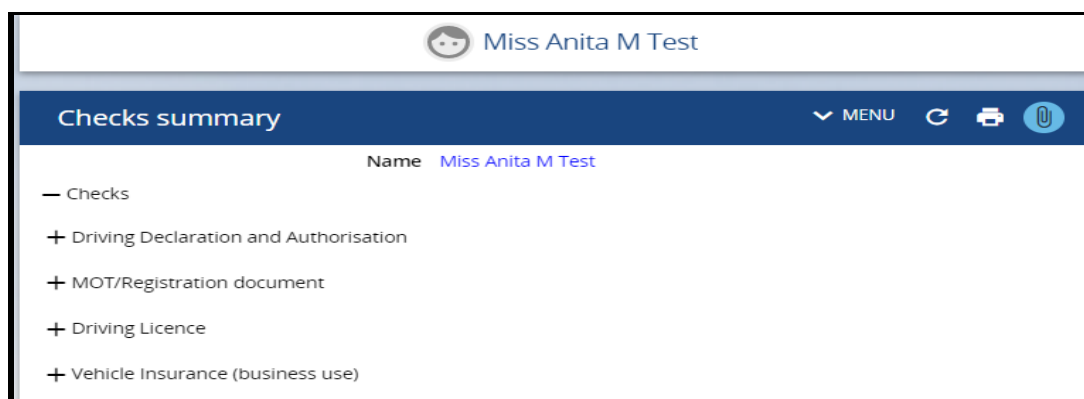 Miss Anita M Test
Checks summary MENU
Name Miss Anita M Test
Checks
Driving Declaration and Authorisation
MOT/Registration document
Driving Licence
Vehicle Insurance (business use)